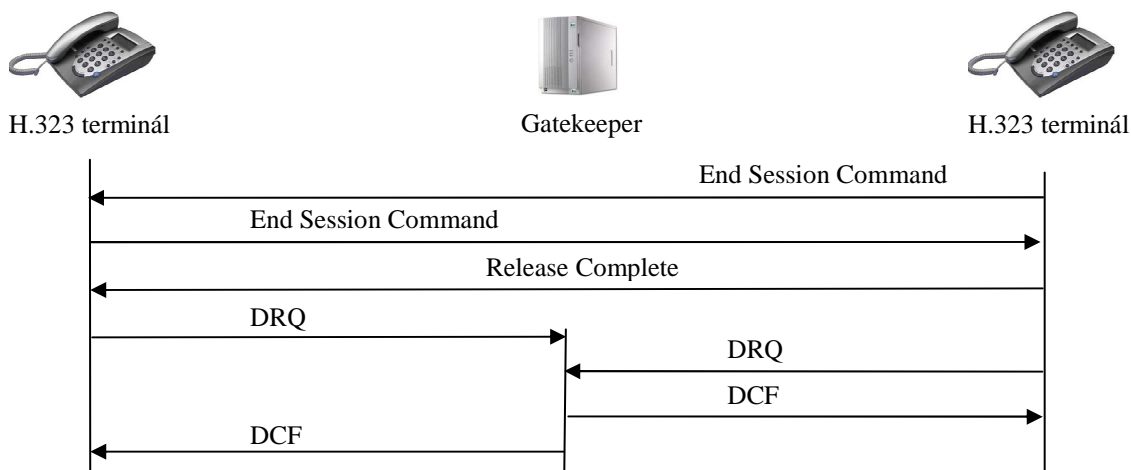 H.323 terminál
Gatekeeper
H.323 terminál
End Session Command
End Session Command
Release Complete
DRQ
DRQ
DCF
DCF